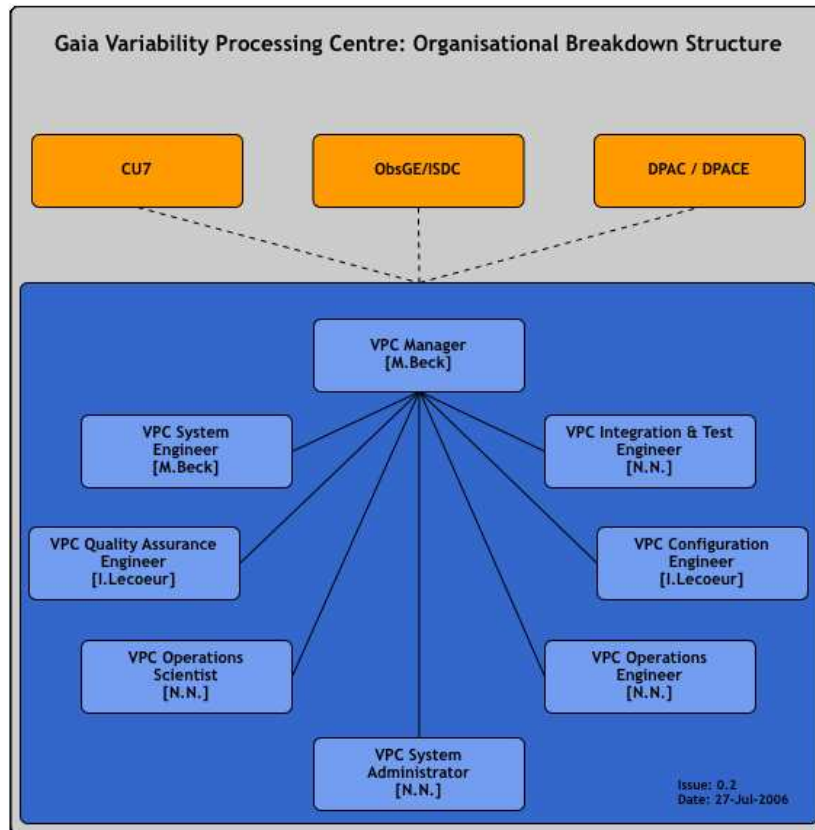 Gaia Variability Processing Centre: Organisational Breakdown Structure
CU7
ObsGE/ISDC
DPAC / DPACE
VPC Manager
[M.Beck]
VPC System
Engineer
[M.Beck]
VPC Integration & Test
Engineer
[N.N.]
VPC Quality Assurance
Engineer
[I.Lecoeur]
VPC Configuration
Engineer
[I.Lecoeur]
VPC Operations
Scientist
[N.N.]
VPC Operations
Engineer
[N.N.]
VPC System
Administrator
[N.N.]
Issue: 0.2
Date: 27-Jul-2006